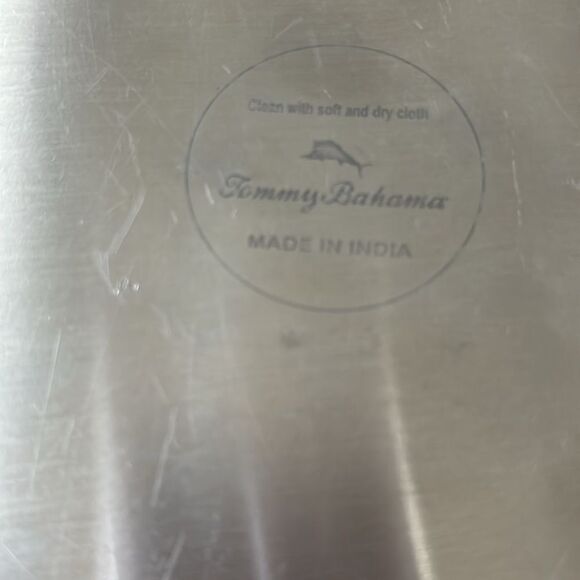 Clean with soft and dry cloth
Tommy Bahama
MADE IN INDIA